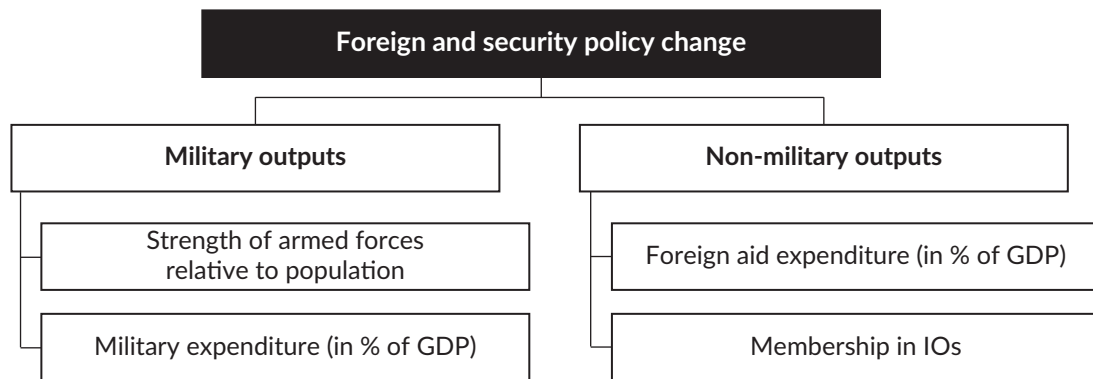 Foreign and security policy change
Military outputs
Strength of armed forces
relative to population
Military expenditure (in % of GDP)
Non-military outputs
Foreign aid expenditure (in % of GDP)
Membership in IOs